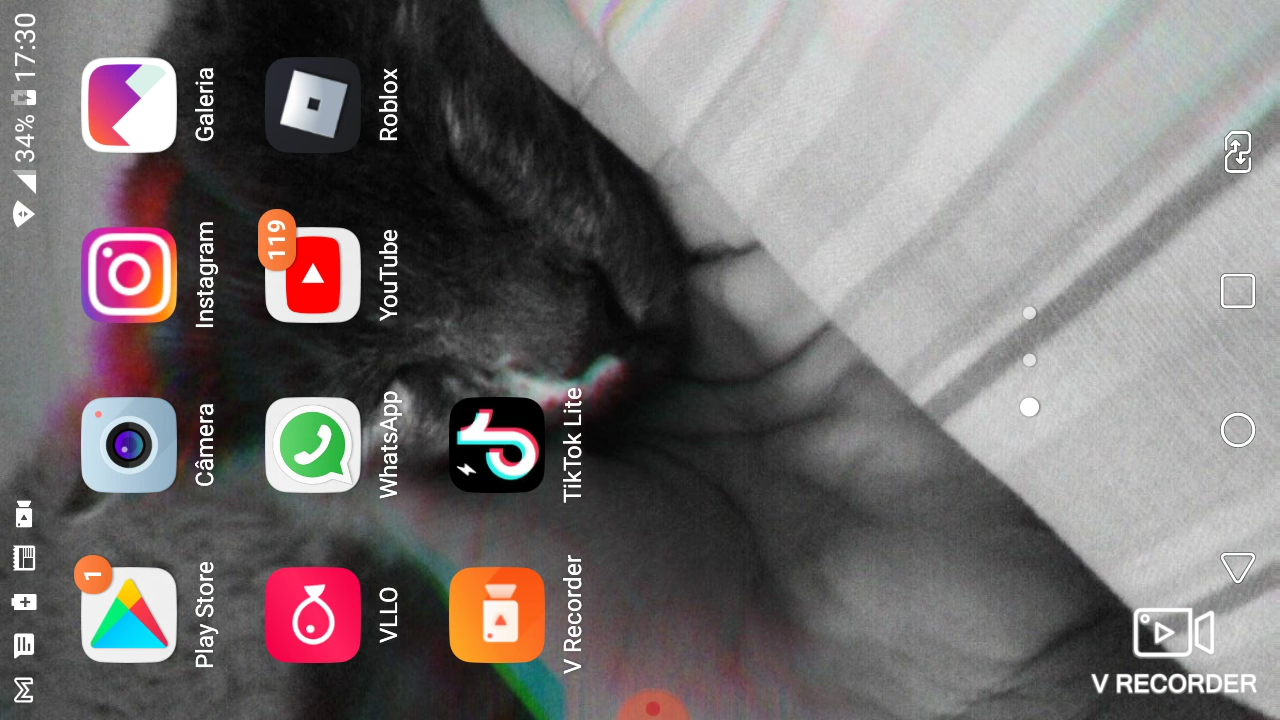 34% 17:30
1
Play Store
Câmera
Instagram
Galeria
VLLO
WhatsApp
119
YouTube
Roblox
V Recorder
TikTok Lite
V RECORDER